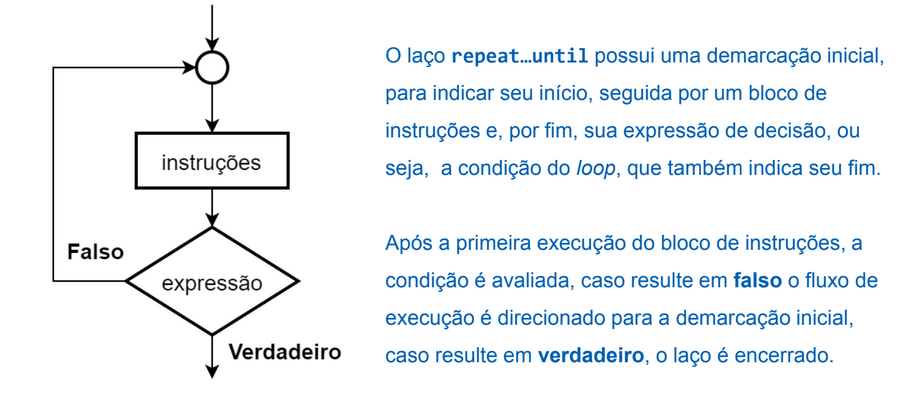 instruções
Falso
expressão
Verdadeiro
O laço repeat…until possui uma demarcação inicial,
para indicar seu início, seguida por um bloco de
instruções e, por fim, sua expressão de decisão, ou
seja, a condição do loop, que também indica seu fim.
Após a primeira execução do bloco de instruções, a
condição é avaliada, caso resulte em falso o fluxo de
execução é direcionado para a demarcação inicial,
caso resulte em verdadeiro, o laço é encerrado.